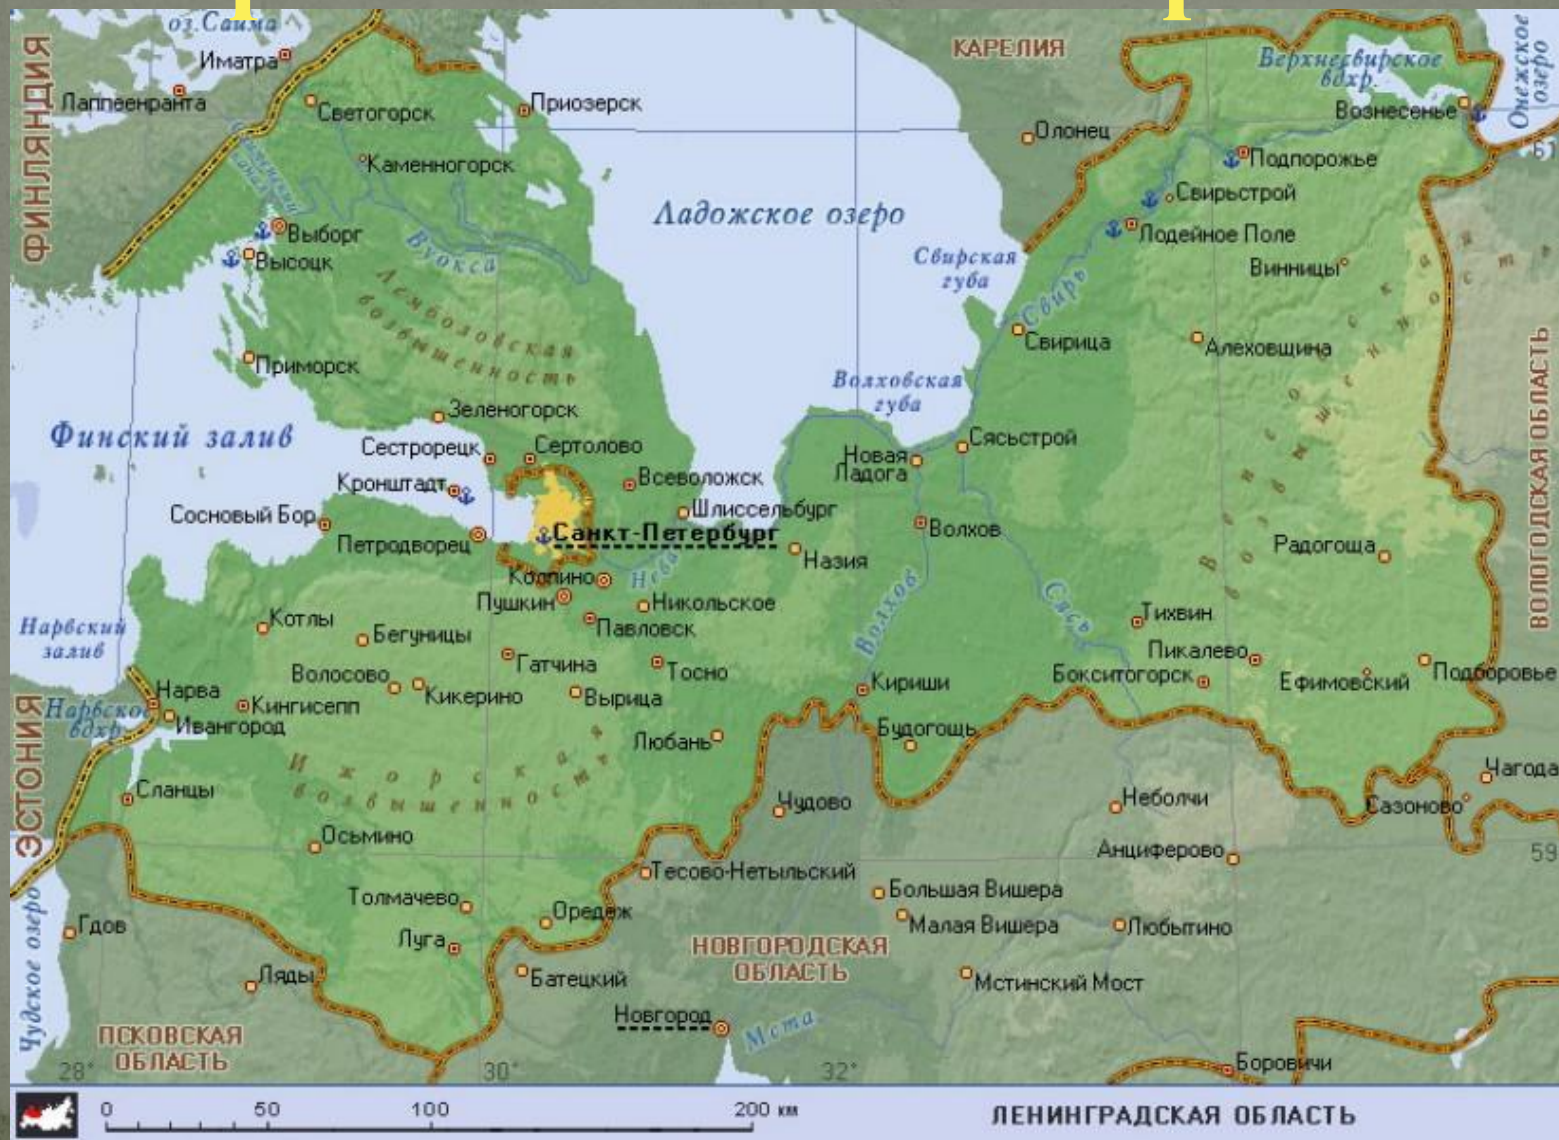 оз.Сайма
КАРЕЛИЯ
Верхнесвирское
вдхр.
Онежское
озеро
ФИНЛЯНДИЯ
Иматра
Лаппеенранта
Светогорск
Приозерск
Вознесенье
Олонец
61
Каменногорск
Подпорожье
Свирьстрой
Ладожское озеро
Выборг
Лодейное Поле
Высоцк
Вуокса
Свирская
губа
Свирь
Винницы
Лемболовская
возвышенность
Свирица
Алеховщина
Приморск
Волховская
губа
Зеленогорск
Финский залив
Сестрорецк
Сертолово
Новая
Ладога
Сясьстрой
Вепсовская
возвышенность
ВОЛОГОДСКАЯ ОБЛАСТЬ
Кронштадт
Всеволожск
Сосновый Бор
Шлиссельбург
Петродворец
Санкт-Петербург
Волхов
Назия
Радогоща
Колпино
Нева
Пушкин
Никольское
Волхов
Сясь
Тихвин
Нарвский
залив
Котлы
Бегуницы
Павловск
Гатчина
Тосно
Пикалево
Подборовье
Волосово
Кикерино
Вырица
Кириши
Бокситогорск
Ефимовский
Нарва
Нарвское
вдхр.
Ивангород
Кингисепп
Любань
Будогощь
ЭСТОНИЯ
Ижорская
возвышенность
Сланцы
Чудово
Неболчи
Чагода
Сазоново
Осьмино
Анциферово
59
Тесово-Нетыльский
Толмачево
Оредеж
Большая Вишера
Малая Вишера
Любытино
Чудское озеро
Гдов
Луга
НОВГОРОДСКАЯ
ОБЛАСТЬ
Ляды
Батецкий
Мстинский Мост
Новгород
Мста
ПСКОВСКАЯ
ОБЛАСТЬ
Боровичи
28°
30°
32°
0 50 100 200 км
ЛЕНИНГРАДСКАЯ ОБЛАСТЬ